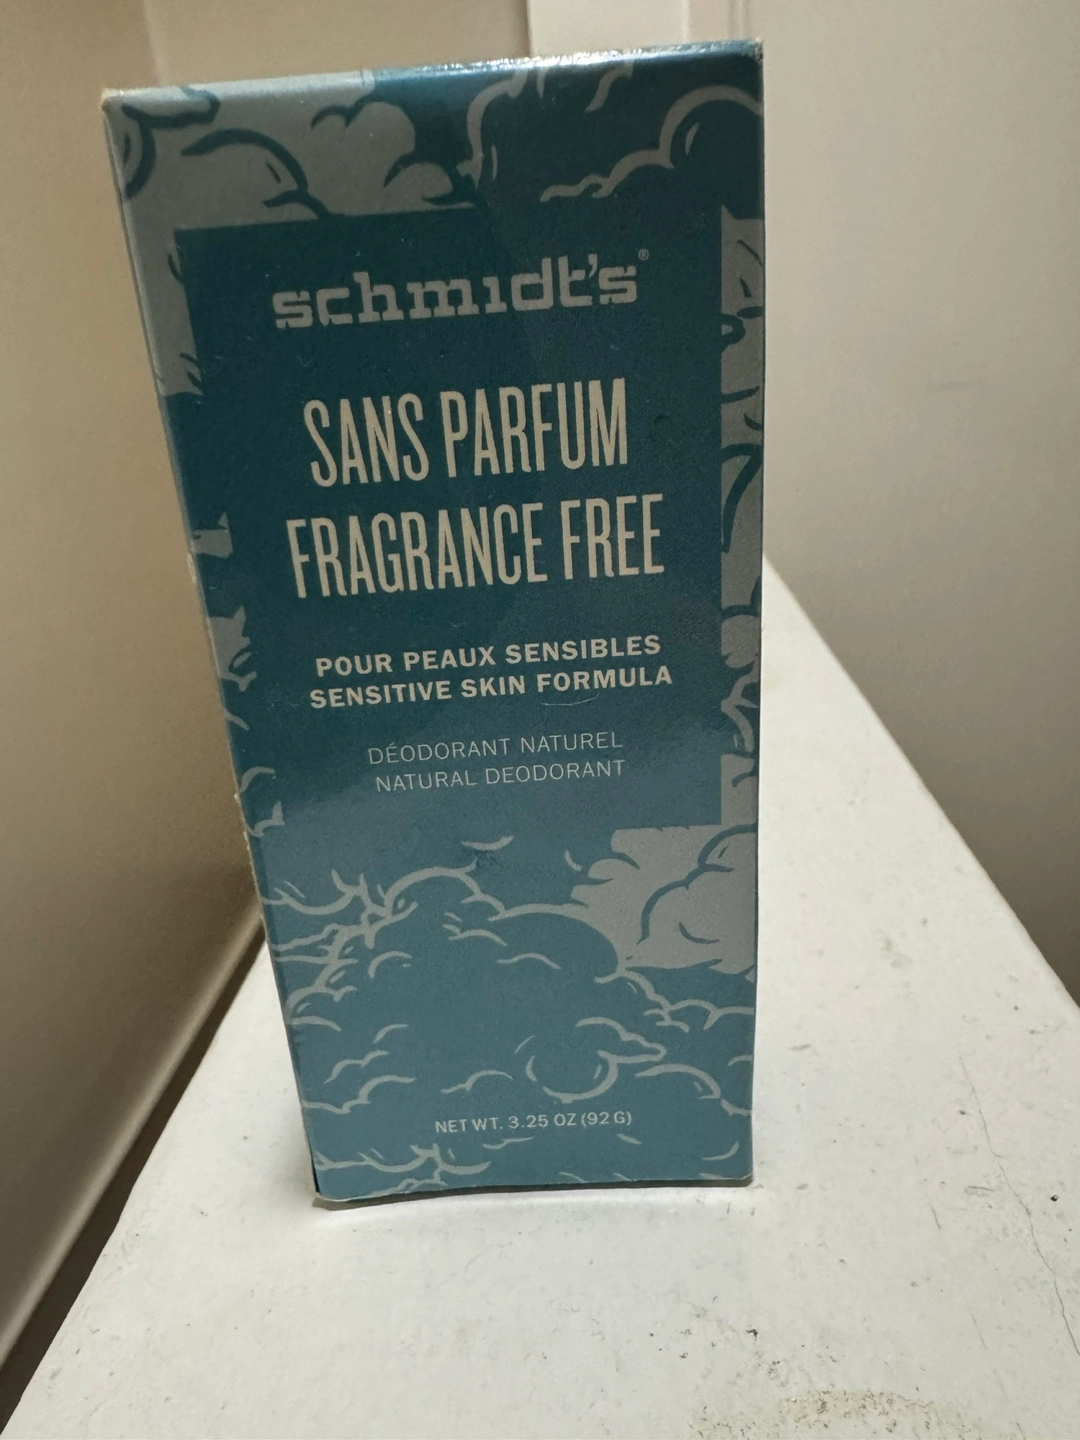 schmidt's®
SANS PARFUM
FRAGRANCE FREE
POUR PEAUX SENSIBLES
SENSITIVE SKIN FORMULA
DÉODORANT NATUREL
NATURAL DEODORANT
NET WT. 3.25 OZ (92 G)